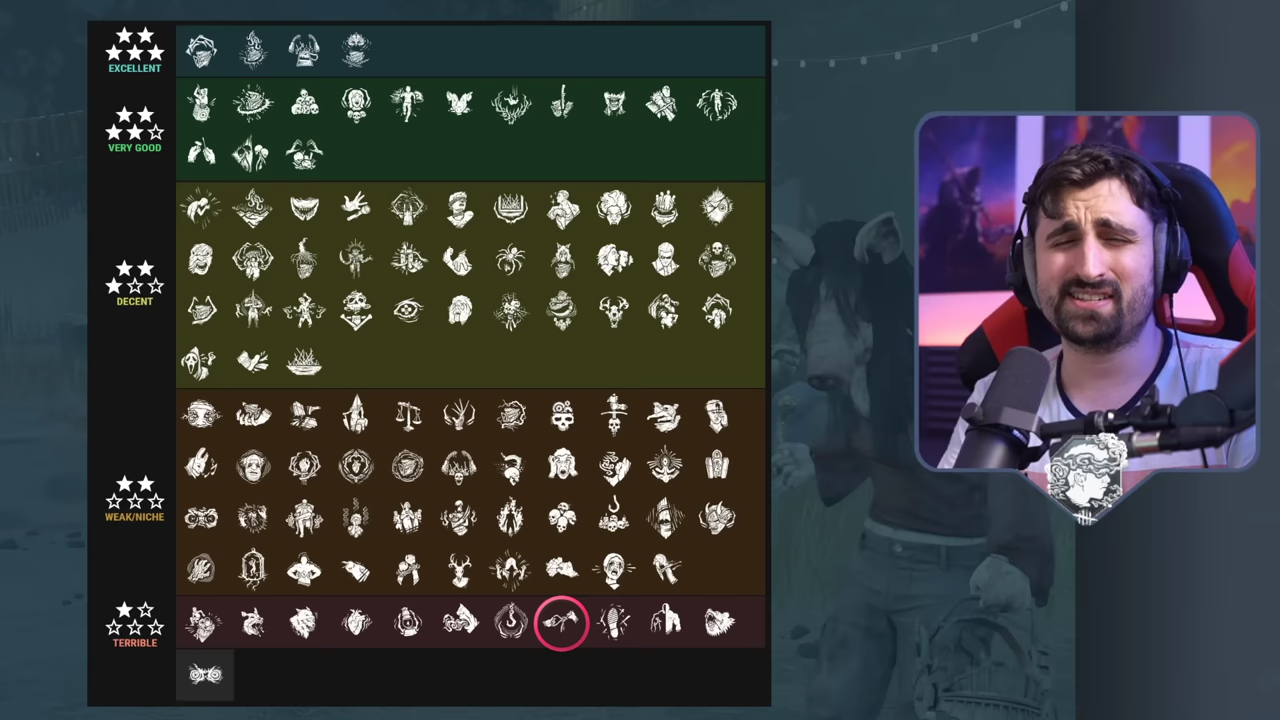 EXCELLENT
VERY GOOD
DECENT
WEAK/NICHE
TERRIBLE